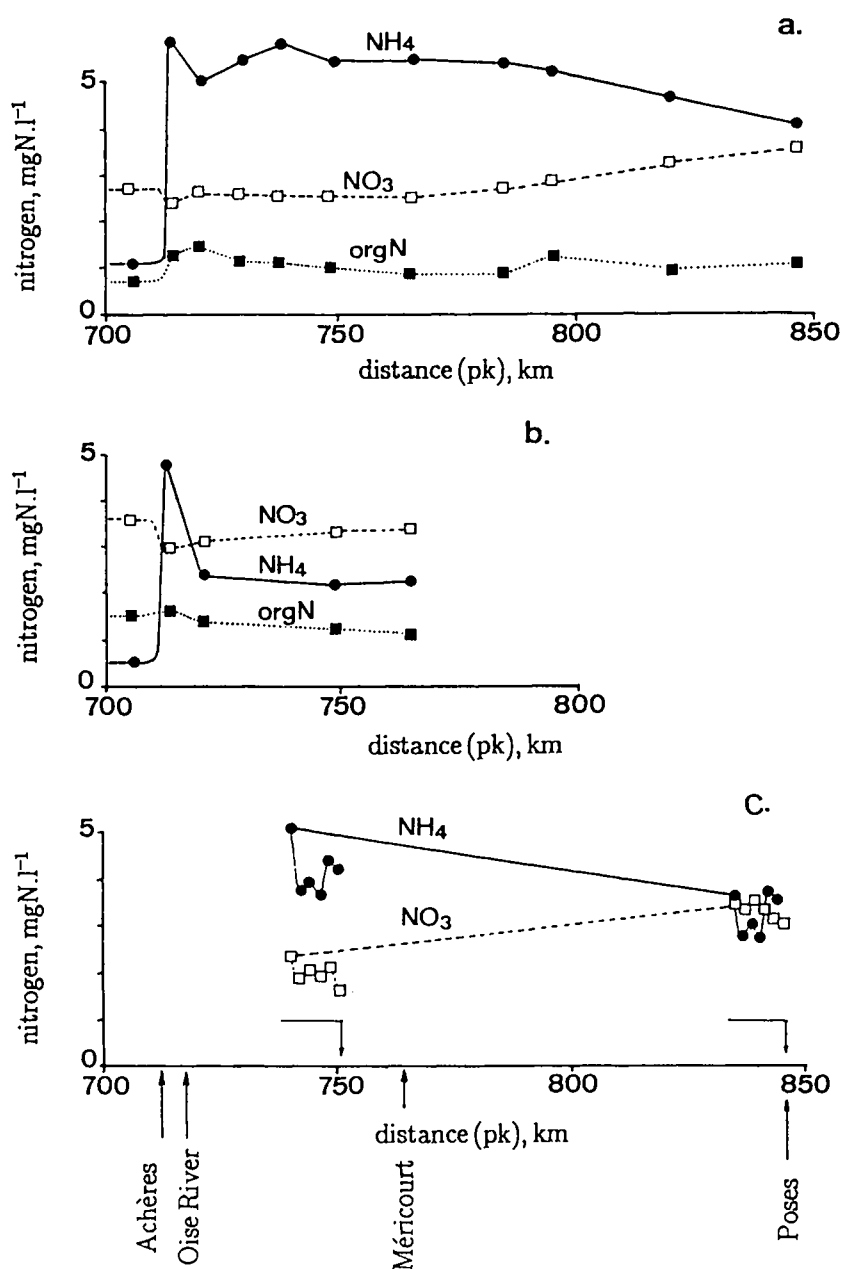 a.
nitrogen, mgN.l⁻¹
5
0
NH4
NO3
orgN
700 750 800 850
distance (pk), km
b.
nitrogen, mgN.l⁻¹
5
0
NO3
NH4
orgN
700 750 800
distance (pk), km
C.
nitrogen, mgN.l⁻¹
5
0
NH4
NO3
700 750 800 850
distance (pk), km
Achères
Oise River
Méricourt
Poses